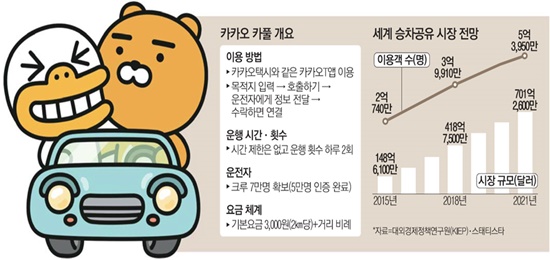 카카오 카풀 개요
이용 방법
▶카카오택시와 같은 카카오T앱 이용
▶목적지 입력 → 호출하기 →
운전자에게 정보 전달 →
수락하면 연결
운행 시간·횟수
▶시간 제한은 없고 운행 횟수 하루 2회
운전자
▶크루 7만명 확보(5만명 인증 완료)
요금 체계
▶기본요금 3,000원(2㎞당)+거리 비례
세계 승차공유 시장 전망
이용객 수(명)
2억
740만
3억
9,910만
5억
3,950만
148억
6,100만
418억
7,500만
701억
2,600만
시장 규모(달러)
2015년
2018년
2021년
*자료=대외경제정책연구원(KIEP)·스태티스타